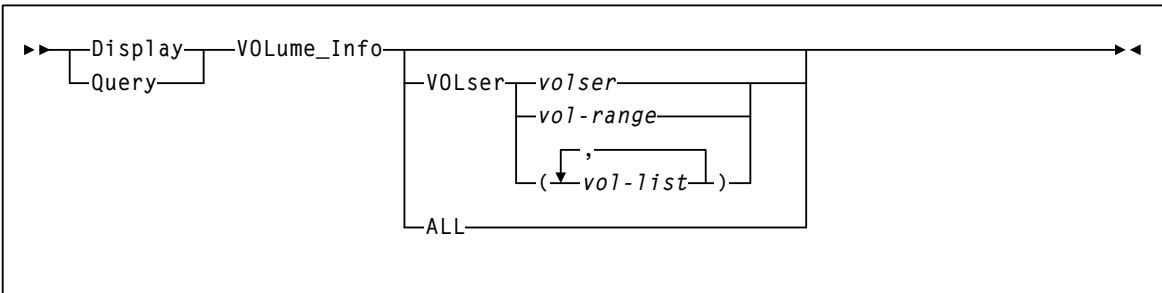 Display VOLume_Info
Query
VOLser volser
vol-range
,
( vol-list )
ALL